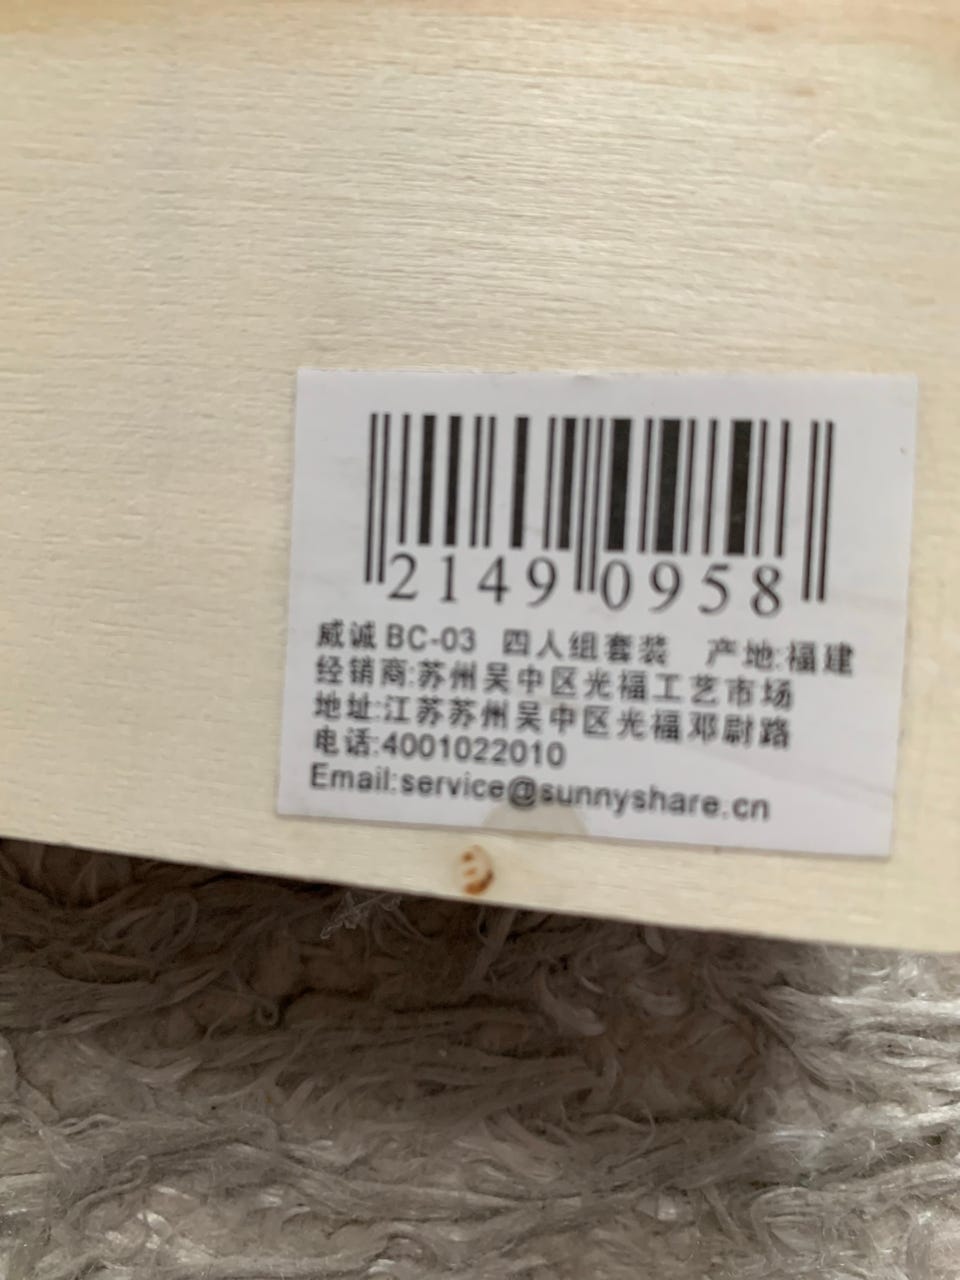 2149 0958
威诚 BC-03 四人组套装 产地:福建
经销商:苏州吴中区光福工艺市场
地址:江苏苏州吴中区光福邓尉路
电话:4001022010
Email:service@sunnyshare.cn